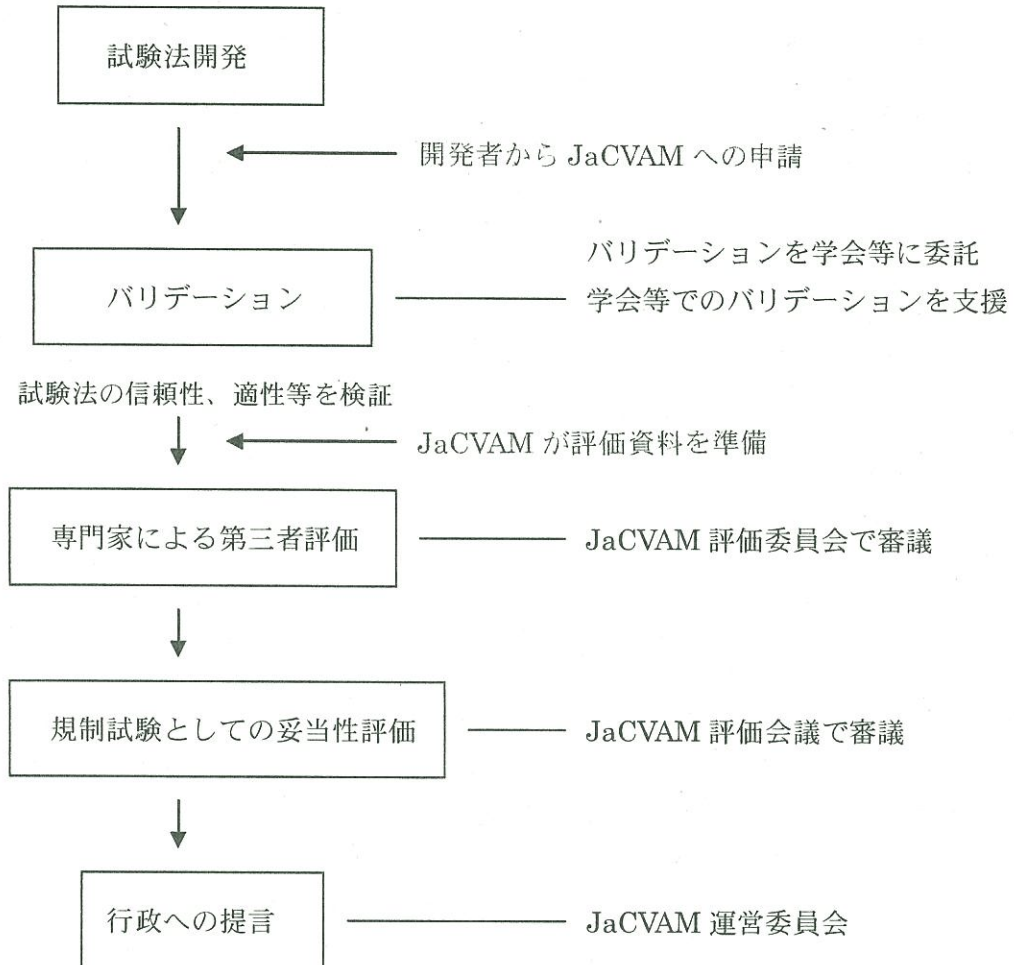 試験法開発
開発者から JaCVAM への申請
バリデーションを学会等に委託
バリデーション
学会等でのバリデーションを支援
試験法の信頼性、適性等を検証
JaCVAM が評価資料を準備
専門家による第三者評価
JaCVAM 評価委員会で審議
規制試験としての妥当性評価
JaCVAM 評価会議で審議
行政への提言
JaCVAM 運営委員会